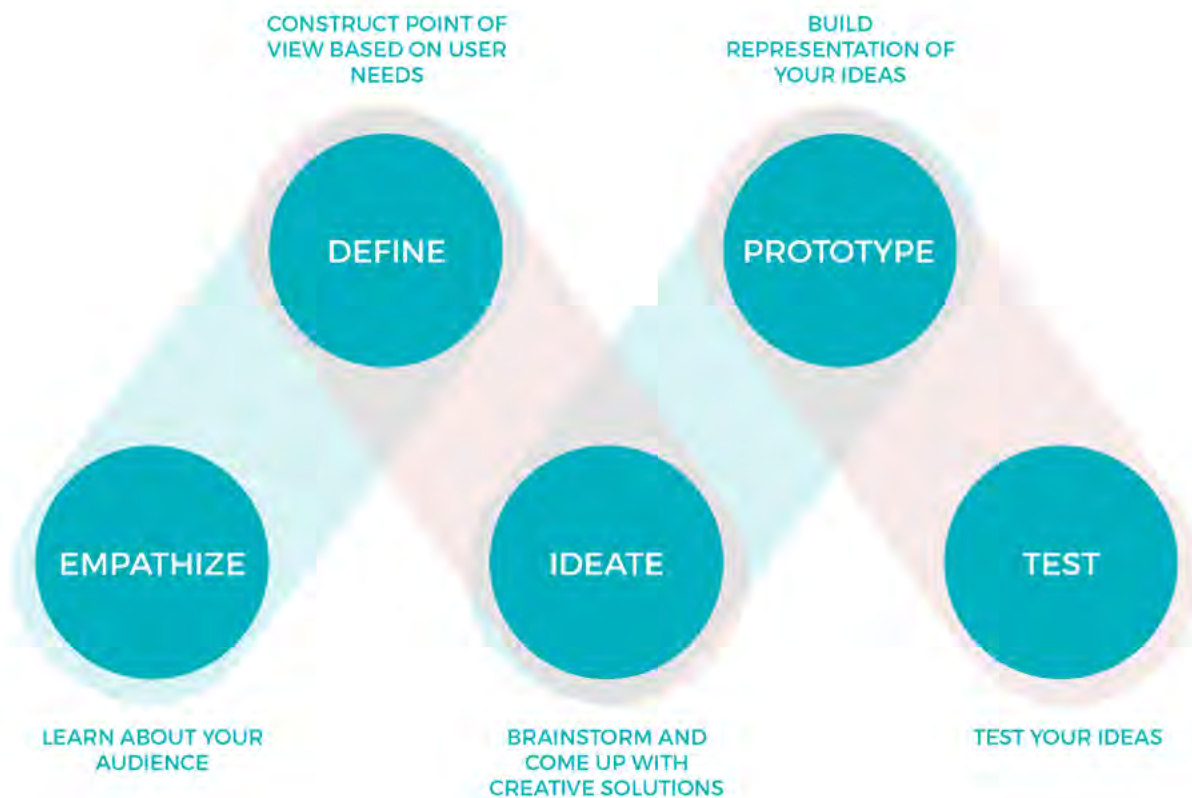 CONSTRUCT POINT OF
VIEW BASED ON USER
NEEDS
BUILD
REPRESENTATION OF
YOUR IDEAS
DEFINE
PROTOTYPE
EMPATHIZE
IDEATE
TEST
LEARN ABOUT YOUR
AUDIENCE
BRAINSTORM AND
COME UP WITH
CREATIVE SOLUTIONS
TEST YOUR IDEAS